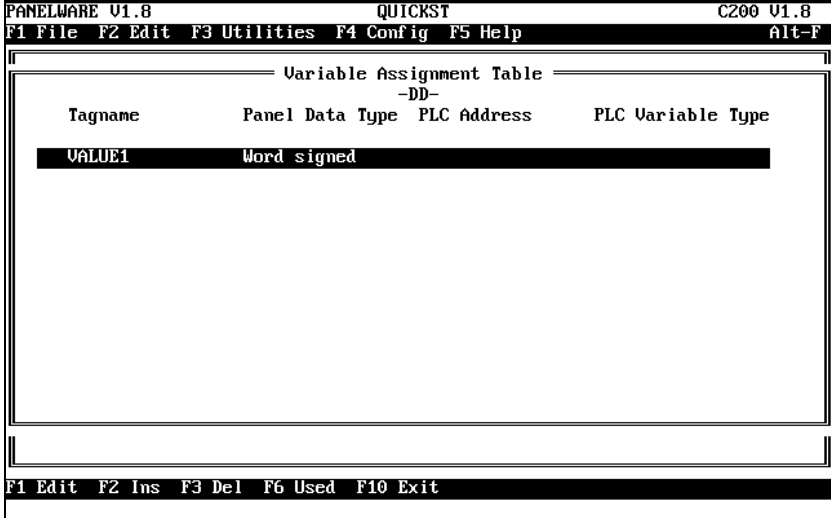 PANELWARE V1.8 QUICKST C200 V1.8
F1 File F2 Edit F3 Utilities F4 Config F5 Help Alt-F
Variable Assignment Table
-DD-
Tagname Panel Data Type PLC Address PLC Variable Type
VALUE1 Word signed
F1 Edit F2 Ins F3 Del F6 Used F10 Exit